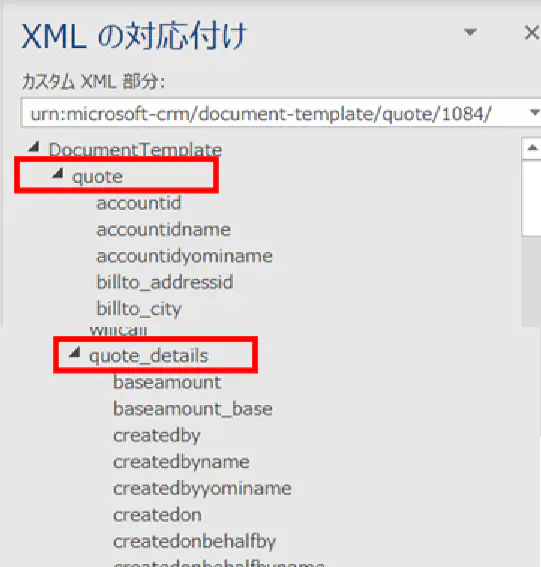 XML の対応付け
カスタム XML 部分:
urn:microsoft-crm/document-template/quote/1084/
DocumentTemplate
quote
accountid
accountidname
accountidyominame
billto_addressid
billto_city
willcall
quote_details
baseamount
baseamount_base
createdby
createdbyname
createdbyyominame
createdon
createdonbehalfby
createdonbehalfbyname